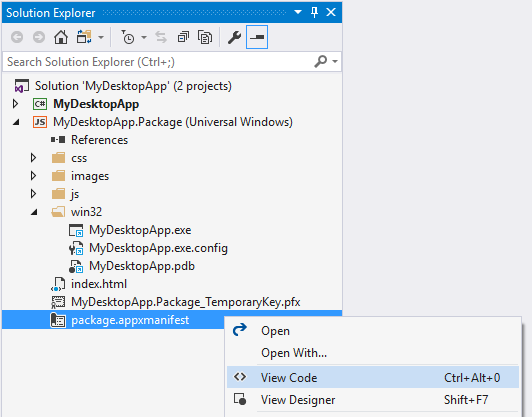 Solution Explorer
Search Solution Explorer (Ctrl+;)
Solution 'MyDesktopApp' (2 projects)
C# MyDesktopApp
JS MyDesktopApp.Package (Universal Windows)
References
css
images
js
win32
MyDesktopApp.exe
MyDesktopApp.exe.config
MyDesktopApp.pdb
index.html
MyDesktopApp.Package_TemporaryKey.pfx
package.appxmanifest
Open
Open With...
View Code Ctrl+Alt+0
View Designer Shift+F7